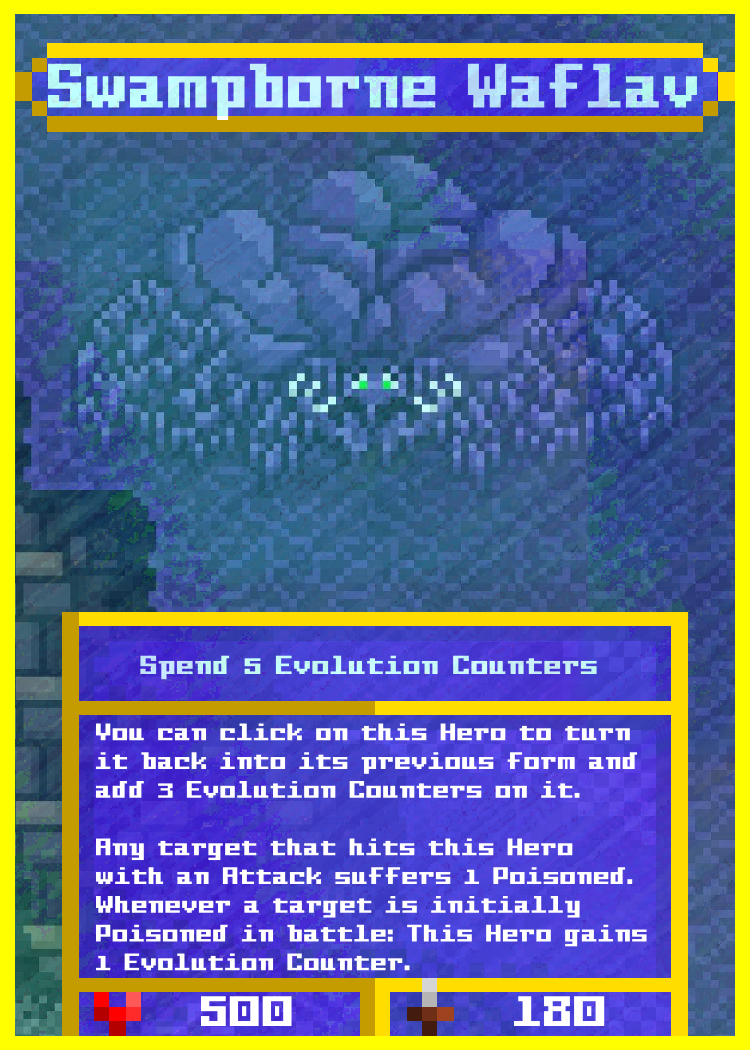 Swampborne Waflav
Spend 5 Evolution Counters
You can click on this Hero to turn
it back into its previous form and
add 3 Evolution Counters on it.
Any target that hits this Hero
with an Attack suffers 1 Poisoned.
Whenever a target is initially
Poisoned in battle: This Hero gains
1 Evolution Counter.
500 180